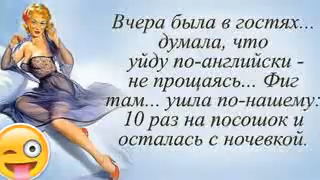 Вчера была в гостях...
думала, что
уйду по-английски -
не прощаясь... Фиг
там... ушла по-нашему:
10 раз на посошок и
осталась с ночевкой.